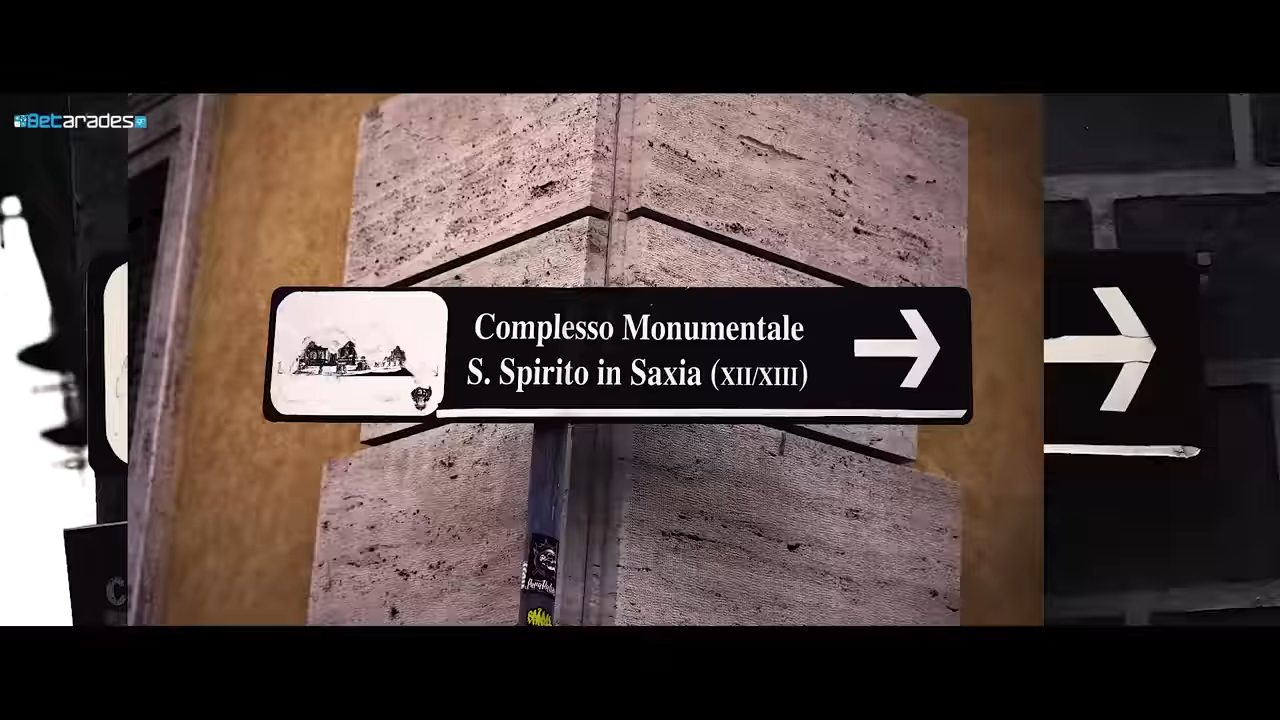 Betarades
Complesso Monumentale
S. Spirito in Saxia (XII/XIII)